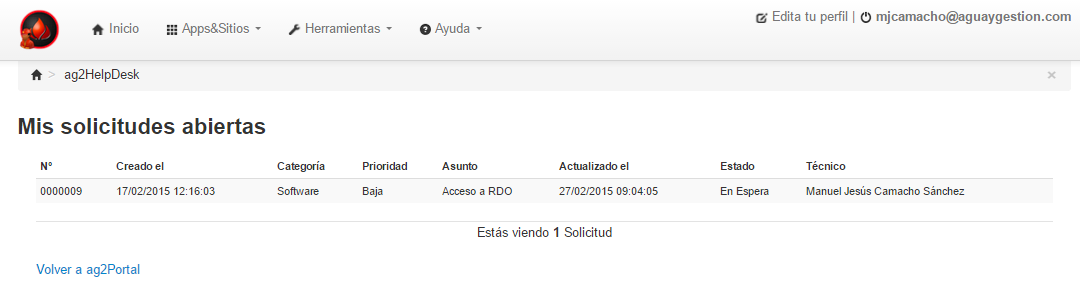 Inicio Apps&Sitios Herramientas Ayuda Edita tu perfil | mjcamacho@aguaygestion.com
> ag2HelpDesk ×
Mis solicitudes abiertas
Nº Creado el Categoría Prioridad Asunto Actualizado el Estado Técnico
0000009 17/02/2015 12:16:03 Software Baja Acceso a RDO 27/02/2015 09:04:05 En Espera Manuel Jesús Camacho Sánchez
Estás viendo 1 Solicitud
Volver a ag2Portal